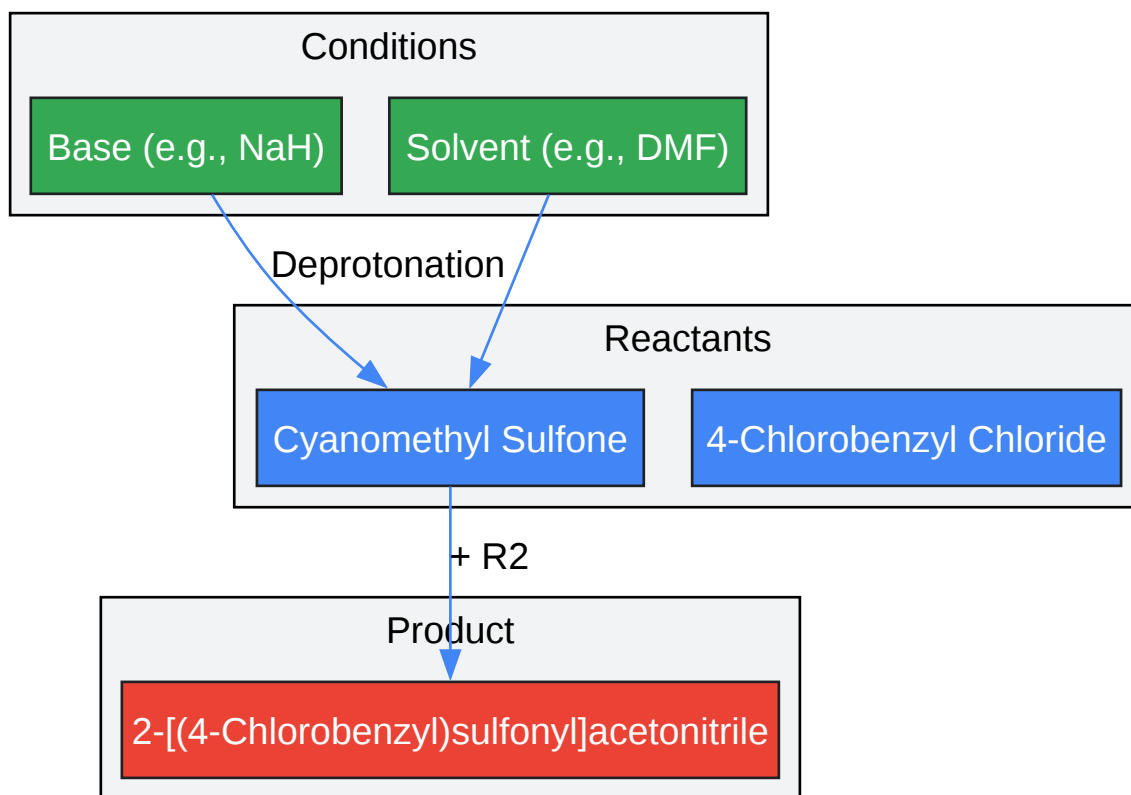 Conditions
Base (e.g., NaH)
Solvent (e.g., DMF)
Deprotonation
Reactants
Cyanomethyl Sulfone
4-Chlorobenzyl Chloride
+ R2
Product
2-[(4-Chlorobenzyl)sulfonyl]acetonitrile